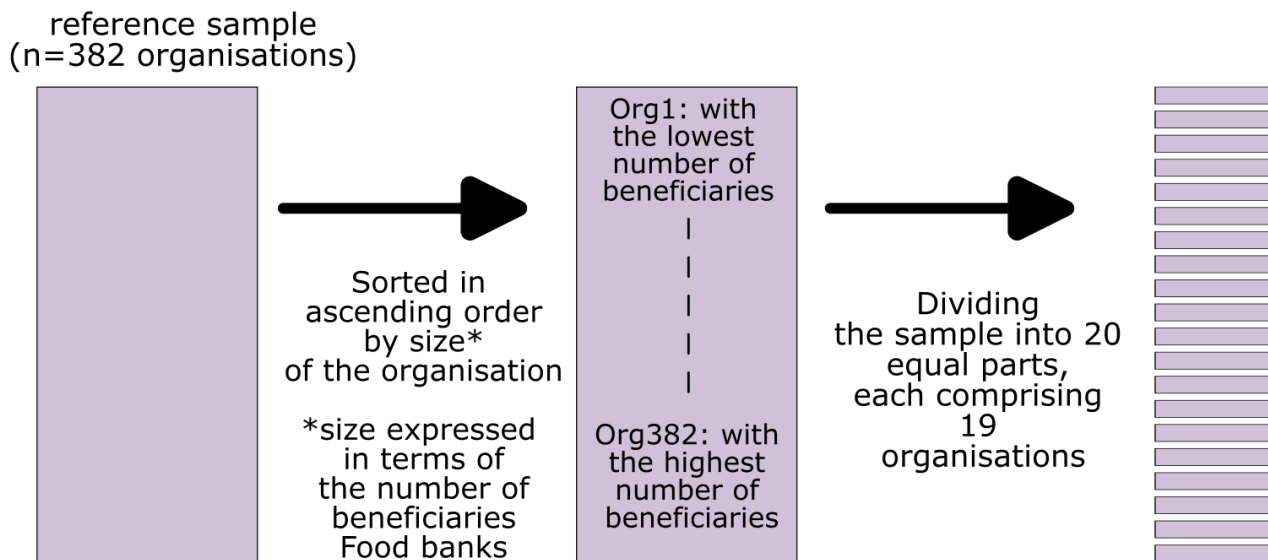 reference sample
(n=382 organisations)
Sorted in
ascending order
by size*
of the organisation
*size expressed
in terms of
the number of
beneficiaries
Food banks
Org1: with
the lowest
number of
beneficiaries
Org382: with
the highest
number of
beneficiaries
Dividing
the sample into 20
equal parts,
each comprising
19
organisations